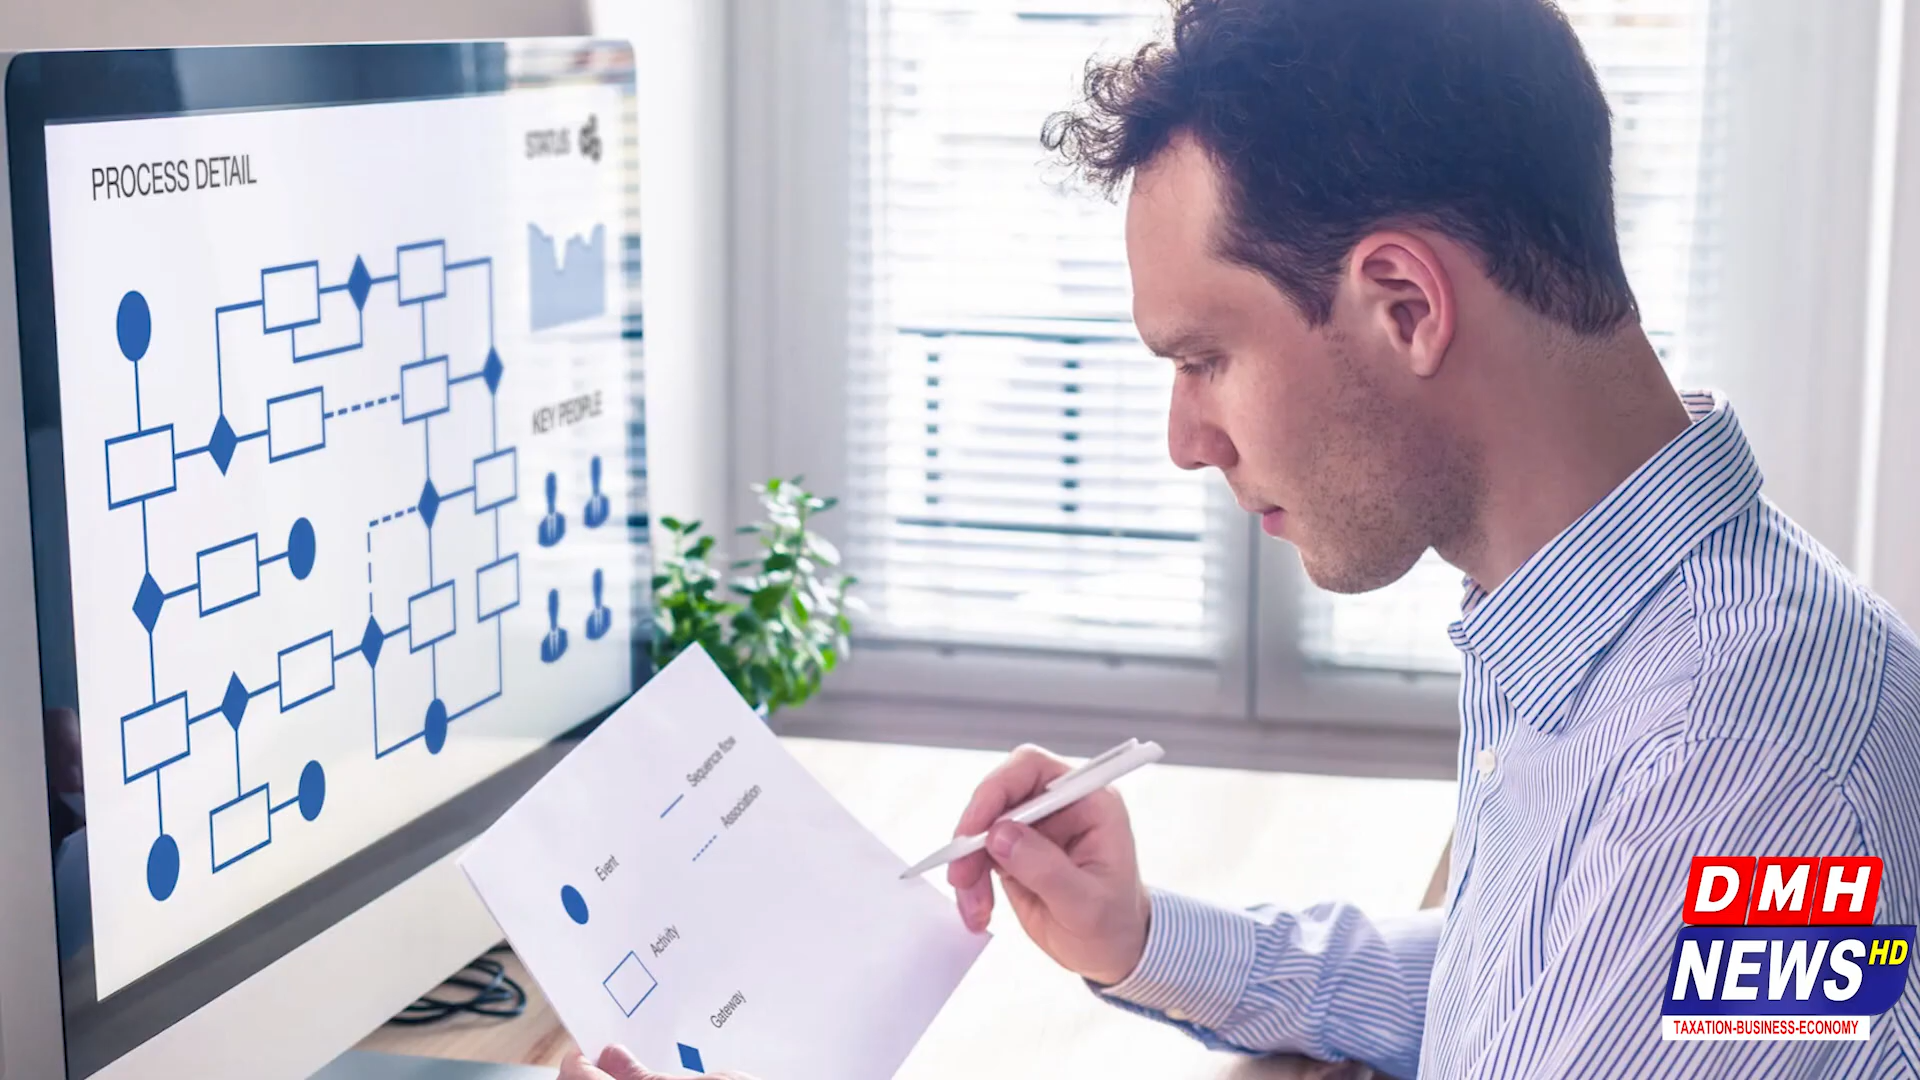 PROCESS DETAIL
STATUS
KEY PEOPLE
Sequence flow
Association
Event
Activity
Gateway
DMH
NEWS HD
TAXATION-BUSINESS-ECONOMY